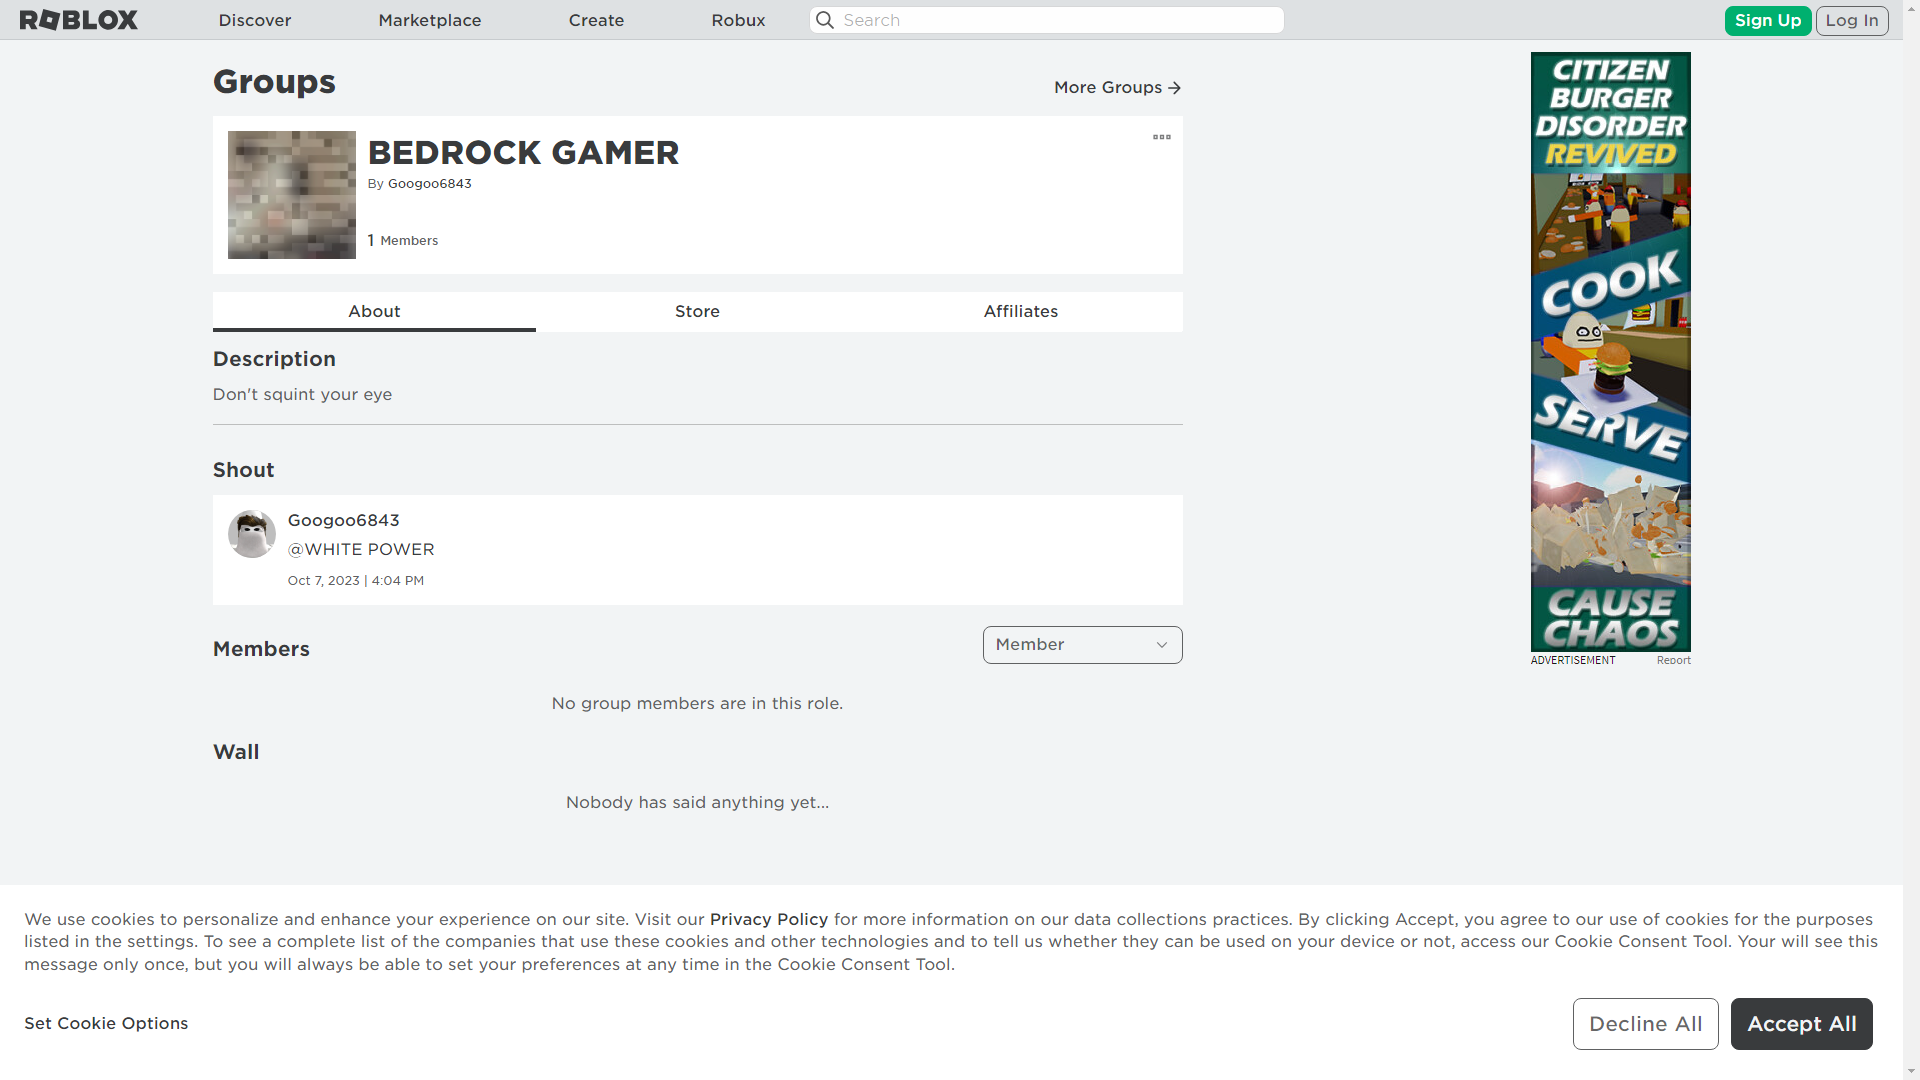 ROBLOX Discover Marketplace Create Robux Search Sign Up Log In
Groups
More Groups
BEDROCK GAMER
By Googoo6843
1 Members
About Store Affiliates
Description
Don't squint your eye
Shout
Googoo6843
@WHITE POWER
Oct 7, 2023 | 4:04 PM
Members
Member
No group members are in this role.
Wall
Nobody has said anything yet...
CITIZEN
BURGER
DISORDER
REVIVED
COOK
SERVE
CAUSE
CHAOS
ADVERTISEMENT Report
We use cookies to personalize and enhance your experience on our site. Visit our Privacy Policy for more information on our data collections practices. By clicking Accept, you agree to our use of cookies for the purposes
listed in the settings. To see a complete list of the companies that use these cookies and other technologies and to tell us whether they can be used on your device or not, access our Cookie Consent Tool. Your will see this
message only once, but you will always be able to set your preferences at any time in the Cookie Consent Tool.
Set Cookie Options
Decline All
Accept All